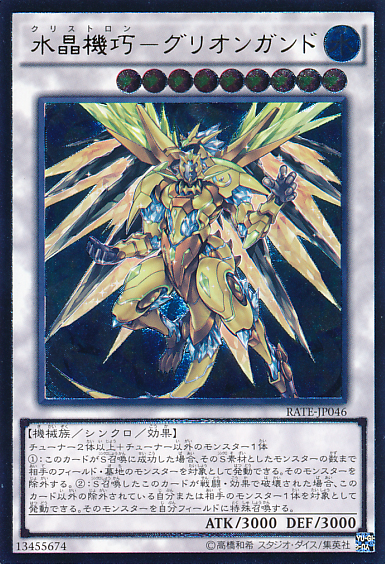 クリストロン
水晶機巧－グリオンガンド
RATE-JP046
【機械族／シンクロ／効果】
チューナー２体以上＋チューナー以外のモンスター１体
①：このカードがＳ召喚に成功した場合、そのＳ素材としたモンスターの数まで
相手のフィールド・墓地のモンスターを対象として発動できる。そのモンスター
を除外する。②：Ｓ召喚したこのカードが戦闘・効果で破壊された場合、この
カード以外の除外されている自分または相手のモンスター１体を対象として
発動できる。そのモンスターを自分フィールドに特殊召喚する。
ATK/3000 DEF/3000
13455674
©高橋和希 スタジオ・ダイス/集英社